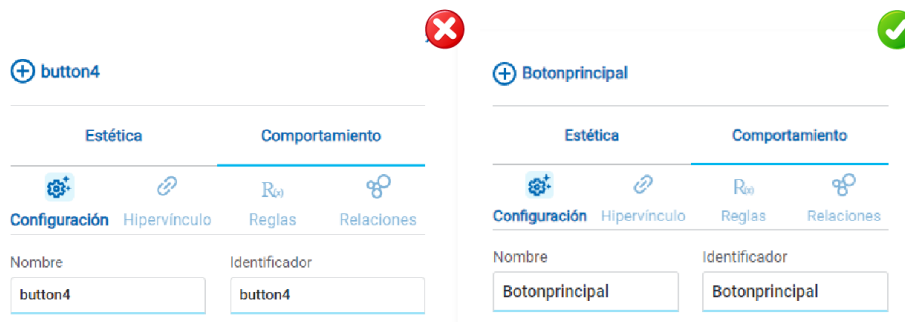 button4
Estética Comportamiento
Configuración Hipervínculo Reglas Relaciones
Nombre Identificador
button4 button4
Botonprincipal
Estética Comportamiento
Configuración Hipervínculo Reglas Relaciones
Nombre Identificador
Botonprincipal Botonprincipal